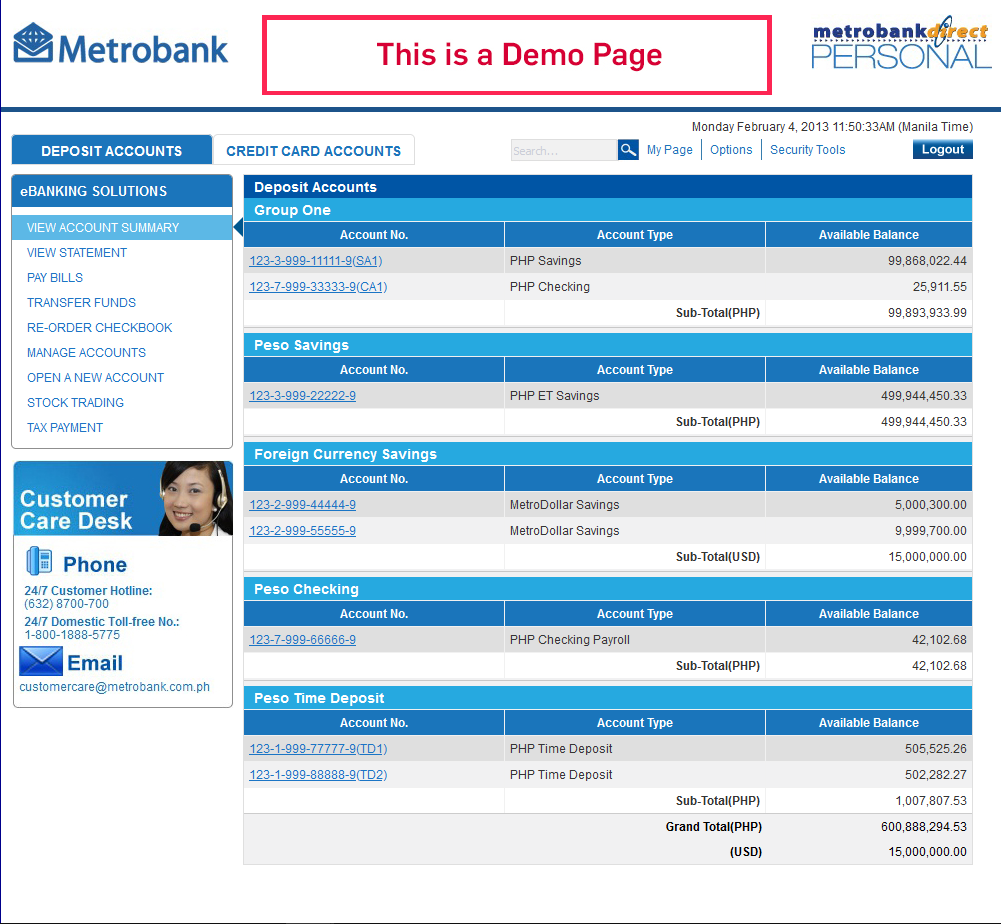 Metrobank
This is a Demo Page
metrobankdirect
PERSONAL
Monday February 4, 2013 11:50:33AM (Manila Time)
DEPOSIT ACCOUNTS
CREDIT CARD ACCOUNTS
Search...
My Page
Options
Security Tools
Logout
eBANKING SOLUTIONS
VIEW ACCOUNT SUMMARY
VIEW STATEMENT
PAY BILLS
TRANSFER FUNDS
RE-ORDER CHECKBOOK
MANAGE ACCOUNTS
OPEN A NEW ACCOUNT
STOCK TRADING
TAX PAYMENT
Customer
Care Desk
Phone
24/7 Customer Hotline:
(632) 8700-700
24/7 Domestic Toll-free No.:
1-800-1888-5775
Email
customercare@metrobank.com.ph
Deposit Accounts
Group One
Account No. Account Type Available Balance
123-3-999-11111-9(SA1) PHP Savings 99,868,022.44
123-7-999-33333-9(CA1) PHP Checking 25,911.55
Sub-Total(PHP) 99,893,933.99
Peso Savings
Account No. Account Type Available Balance
123-3-999-22222-9 PHP ET Savings 499,944,450.33
Sub-Total(PHP) 499,944,450.33
Foreign Currency Savings
Account No. Account Type Available Balance
123-2-999-44444-9 MetroDollar Savings 5,000,300.00
123-2-999-55555-9 MetroDollar Savings 9,999,700.00
Sub-Total(USD) 15,000,000.00
Peso Checking
Account No. Account Type Available Balance
123-7-999-66666-9 PHP Checking Payroll 42,102.68
Sub-Total(PHP) 42,102.68
Peso Time Deposit
Account No. Account Type Available Balance
123-1-999-77777-9(TD1) PHP Time Deposit 505,525.26
123-1-999-88888-9(TD2) PHP Time Deposit 502,282.27
Sub-Total(PHP) 1,007,807.53
Grand Total(PHP) 600,888,294.53
(USD) 15,000,000.00